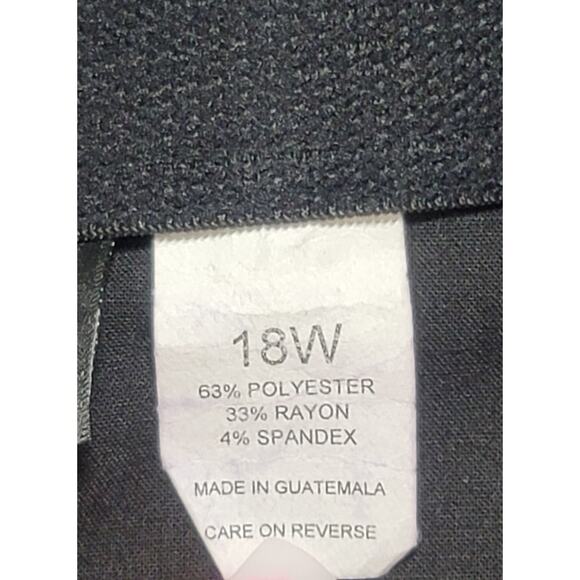 18W
63% POLYESTER
33% RAYON
4% SPANDEX
MADE IN GUATEMALA
CARE ON REVERSE